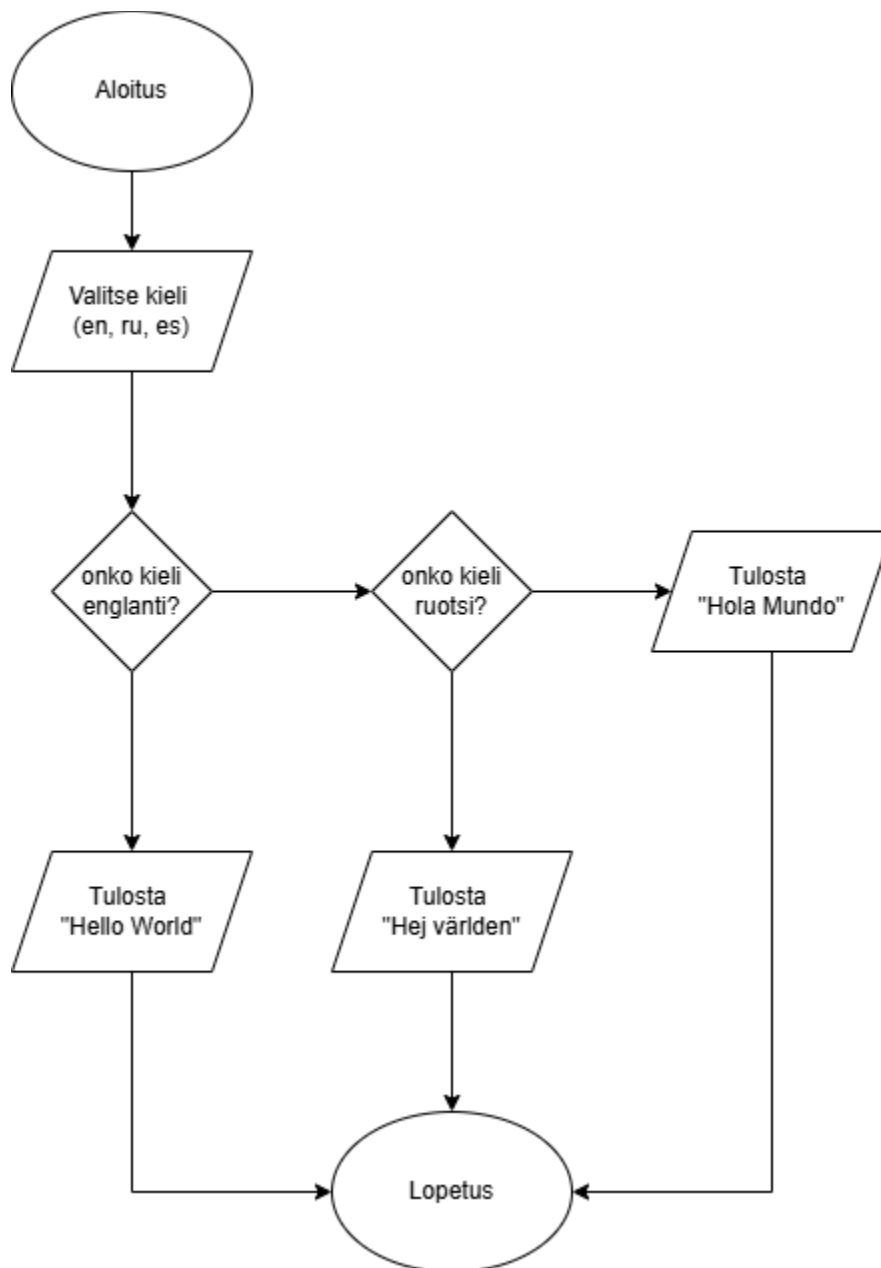 Aloitus
Valitse kieli
(en, ru, es)
onko kieli
englanti?
onko kieli
ruotsi?
Tulosta
"Hola Mundo"
Tulosta
"Hello World"
Tulosta
"Hej världen"
Lopetus